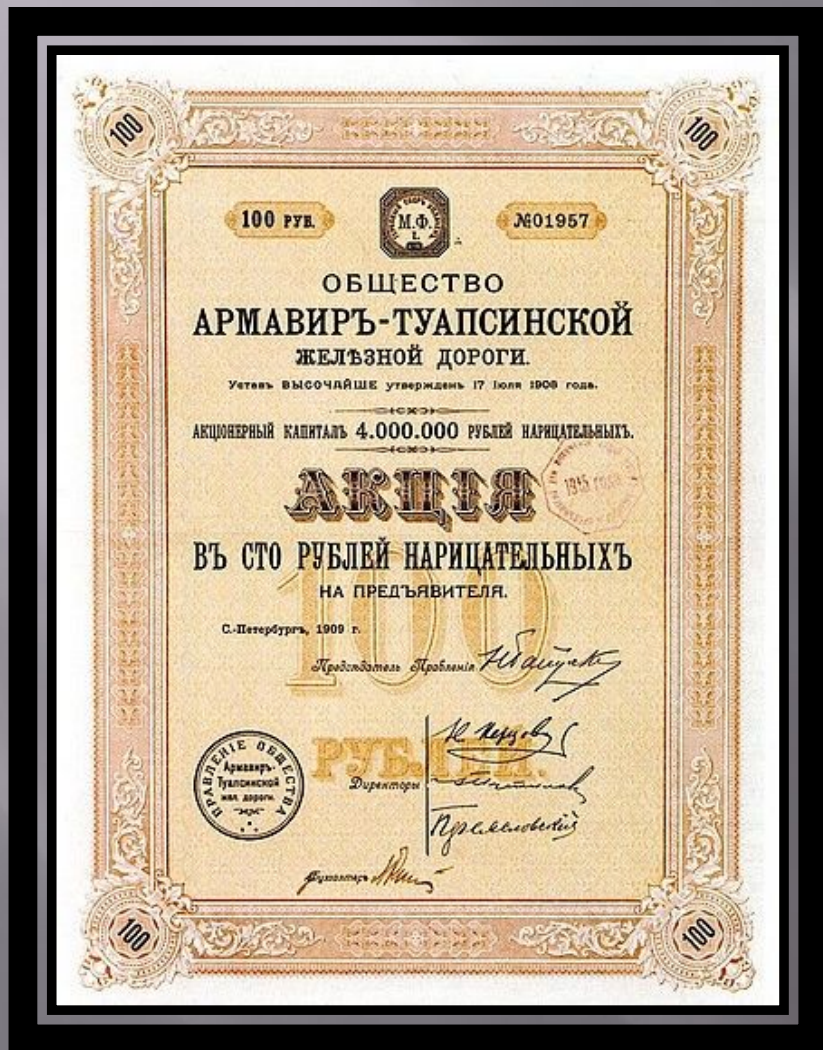 100
100
100 РУБ.
М.Ф.
№01957
ОБЩЕСТВО
АРМАВИРЪ-ТУАПСИНСКОЙ
ЖЕЛѢЗНОЙ ДОРОГИ.
Уставъ ВЫСОЧАЙШЕ утвержденъ 17 Іюля 1908 года.
АКЦІОНЕРНЫЙ КАПИТАЛЪ 4.000.000 РУБЛЕЙ НАРИЦАТЕЛЬНЫХЪ.
1915 ГОДА
АКЦІЯ
ВЪ СТО РУБЛЕЙ НАРИЦАТЕЛЬНЫХЪ
НА ПРЕДЪЯВИТЕЛЯ.
100
С.-Петербургъ, 1909 г.
Предсѣдатель Правленія
РУБЛЕЙ.
ПРАВЛЕНІЕ ОБЩЕСТВА
Армавиръ-
Туапсинской
жел. дороги.
Директоры
Бухгалтеръ
100
100